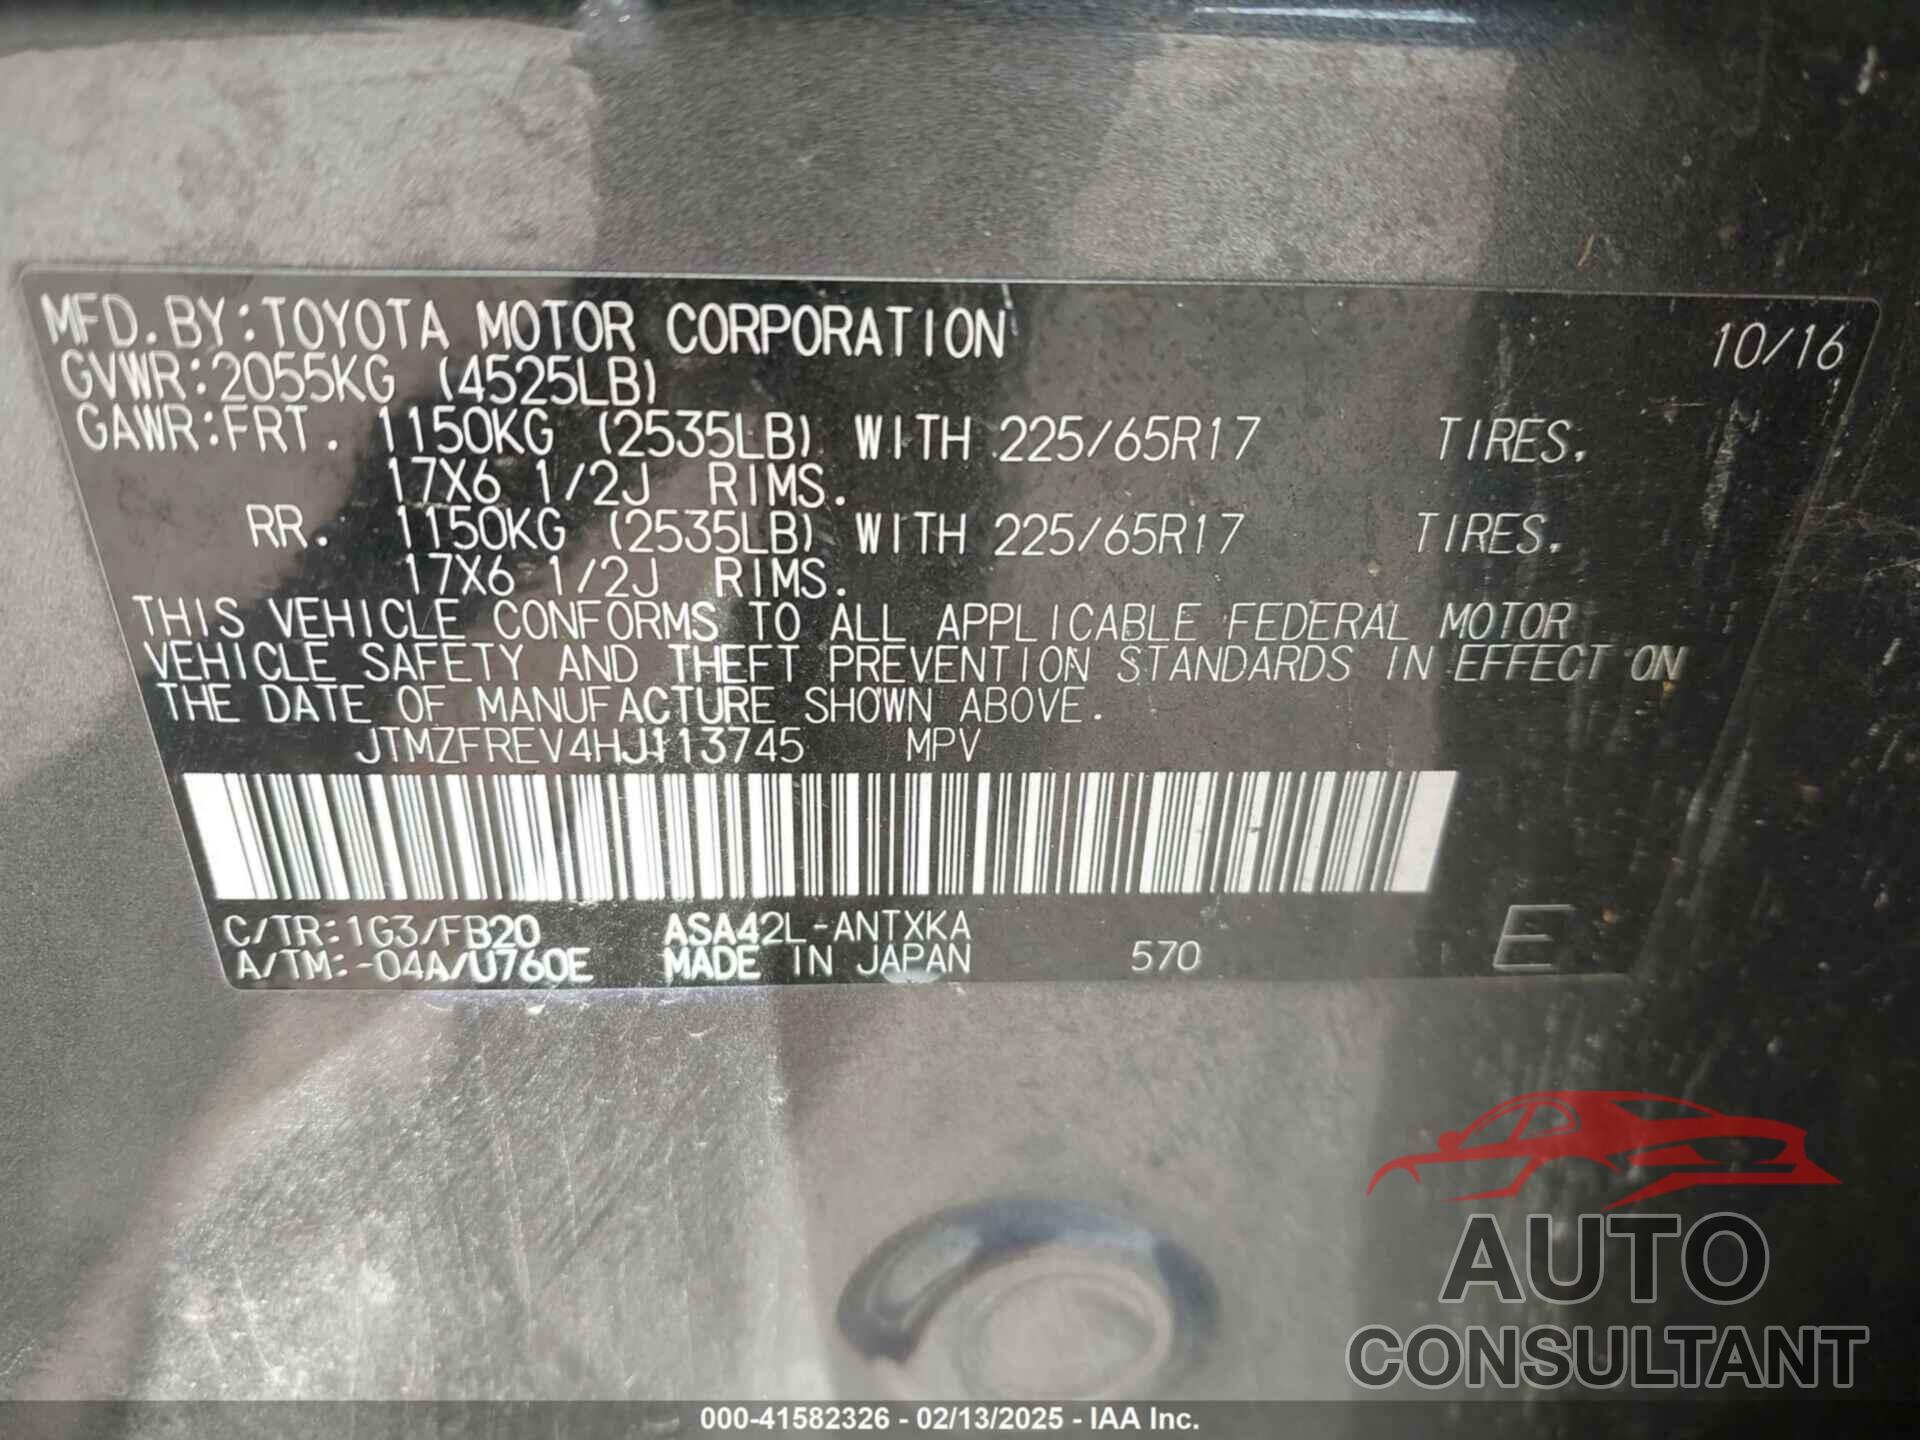 MFD. BY: TOYOTA MOTOR CORPORATION 10/16
GVWR: 2055KG (4525LB)
GAWR: FRT. 1150KG (2535LB) WITH 225/65R17 TIRES,
17X6 1/2J RIMS.
RR. 1150KG (2535LB) WITH 225/65R17 TIRES,
17X6 1/2J RIMS.
THIS VEHICLE CONFORMS TO ALL APPLICABLE FEDERAL MOTOR
VEHICLE SAFETY AND THEFT PREVENTION STANDARDS IN EFFECT ON
THE DATE OF MANUFACTURE SHOWN ABOVE.
JTMZFREV4HJ113745 MPV
C/TR: 1G3/FB20 ASA42L-ANTXKA
A/TM: -04A/U760E MADE IN JAPAN 570 E
AUTO
CONSULTANT
000-41582326 - 02/13/2025 - IAA Inc.